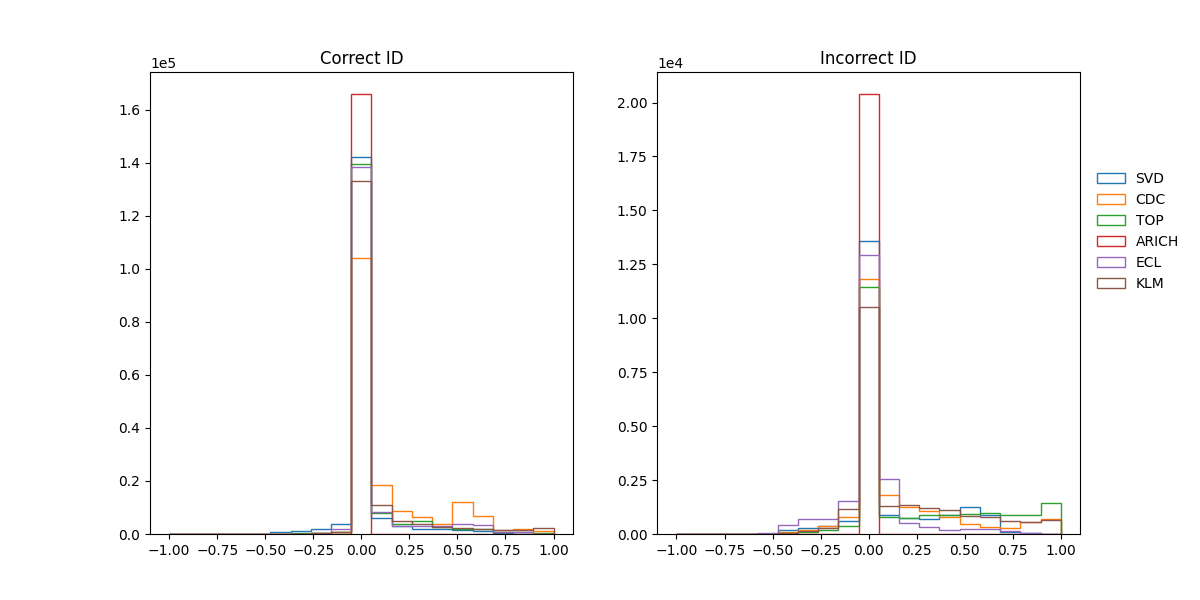 Correct ID
1e5
1.6
1.4
1.2
1.0
0.8
0.6
0.4
0.2
0.0
−1.00 −0.75 −0.50 −0.25 0.00 0.25 0.50 0.75 1.00
Incorrect ID
1e4
2.00
1.75
1.50
1.25
1.00
0.75
0.50
0.25
0.00
−1.00 −0.75 −0.50 −0.25 0.00 0.25 0.50 0.75 1.00
SVD
CDC
TOP
ARICH
ECL
KLM